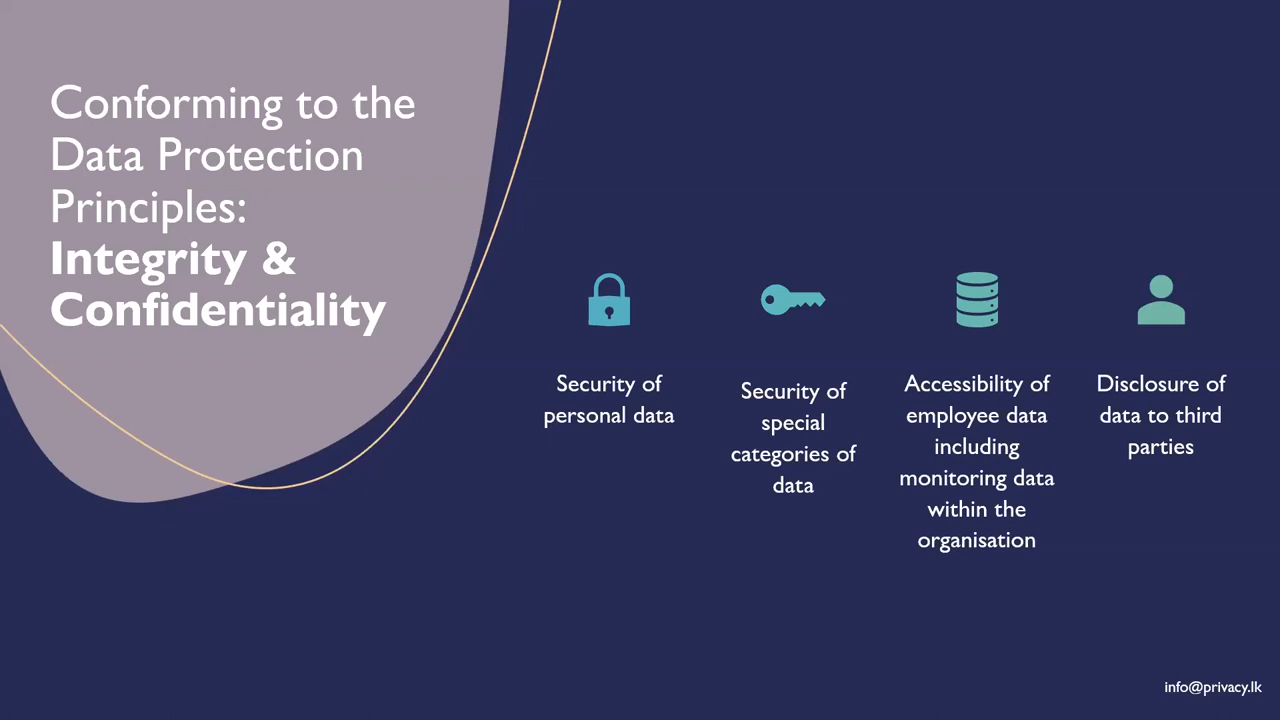 Conforming to the
Data Protection
Principles:
Integrity &
Confidentiality
Security of
personal data
Security of
special
categories of
data
Accessibility of
employee data
including
monitoring data
within the
organisation
Disclosure of
data to third
parties
info@privacy.lk